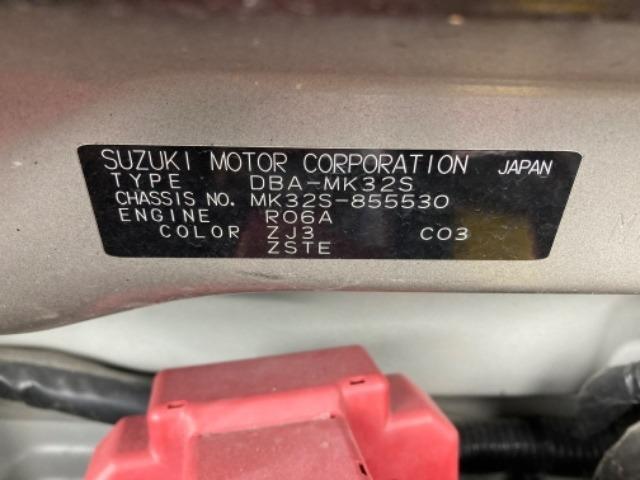 SUZUKI MOTOR CORPORATION JAPAN
TYPE DBA-MK32S
CHASSIS NO. MK32S-855530
ENGINE R06A
COLOR ZJ3 C03
ZSTE